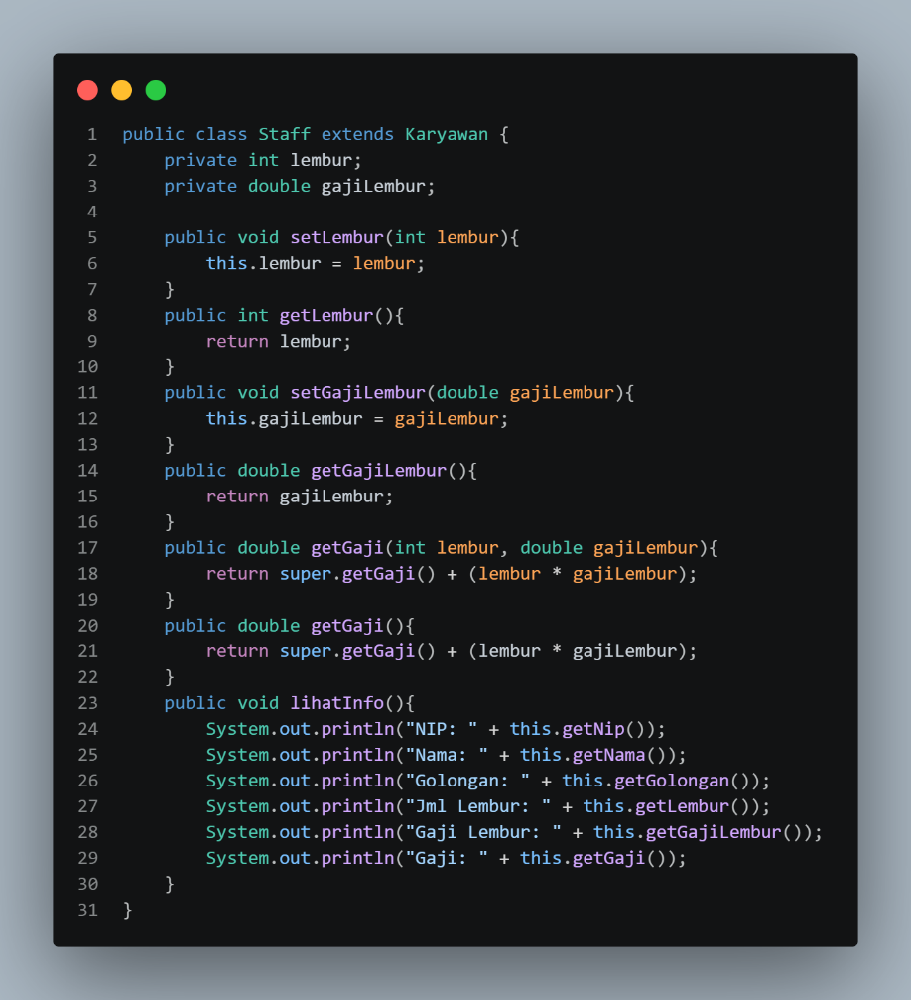 1 public class Staff extends Karyawan {
2     private int lembur;
3     private double gajiLembur;
4
5     public void setLembur(int lembur){
6         this.lembur = lembur;
7     }
8     public int getLembur(){
9         return lembur;
10     }
11     public void setGajiLembur(double gajiLembur){
12         this.gajiLembur = gajiLembur;
13     }
14     public double getGajiLembur(){
15         return gajiLembur;
16     }
17     public double getGaji(int lembur, double gajiLembur){
18         return super.getGaji() + (lembur * gajiLembur);
19     }
20     public double getGaji(){
21         return super.getGaji() + (lembur * gajiLembur);
22     }
23     public void lihatInfo(){
24         System.out.println("NIP: " + this.getNip());
25         System.out.println("Nama: " + this.getNama());
26         System.out.println("Golongan: " + this.getGolongan());
27         System.out.println("Jml Lembur: " + this.getLembur());
28         System.out.println("Gaji Lembur: " + this.getGajiLembur());
29         System.out.println("Gaji: " + this.getGaji());
30     }
31 }